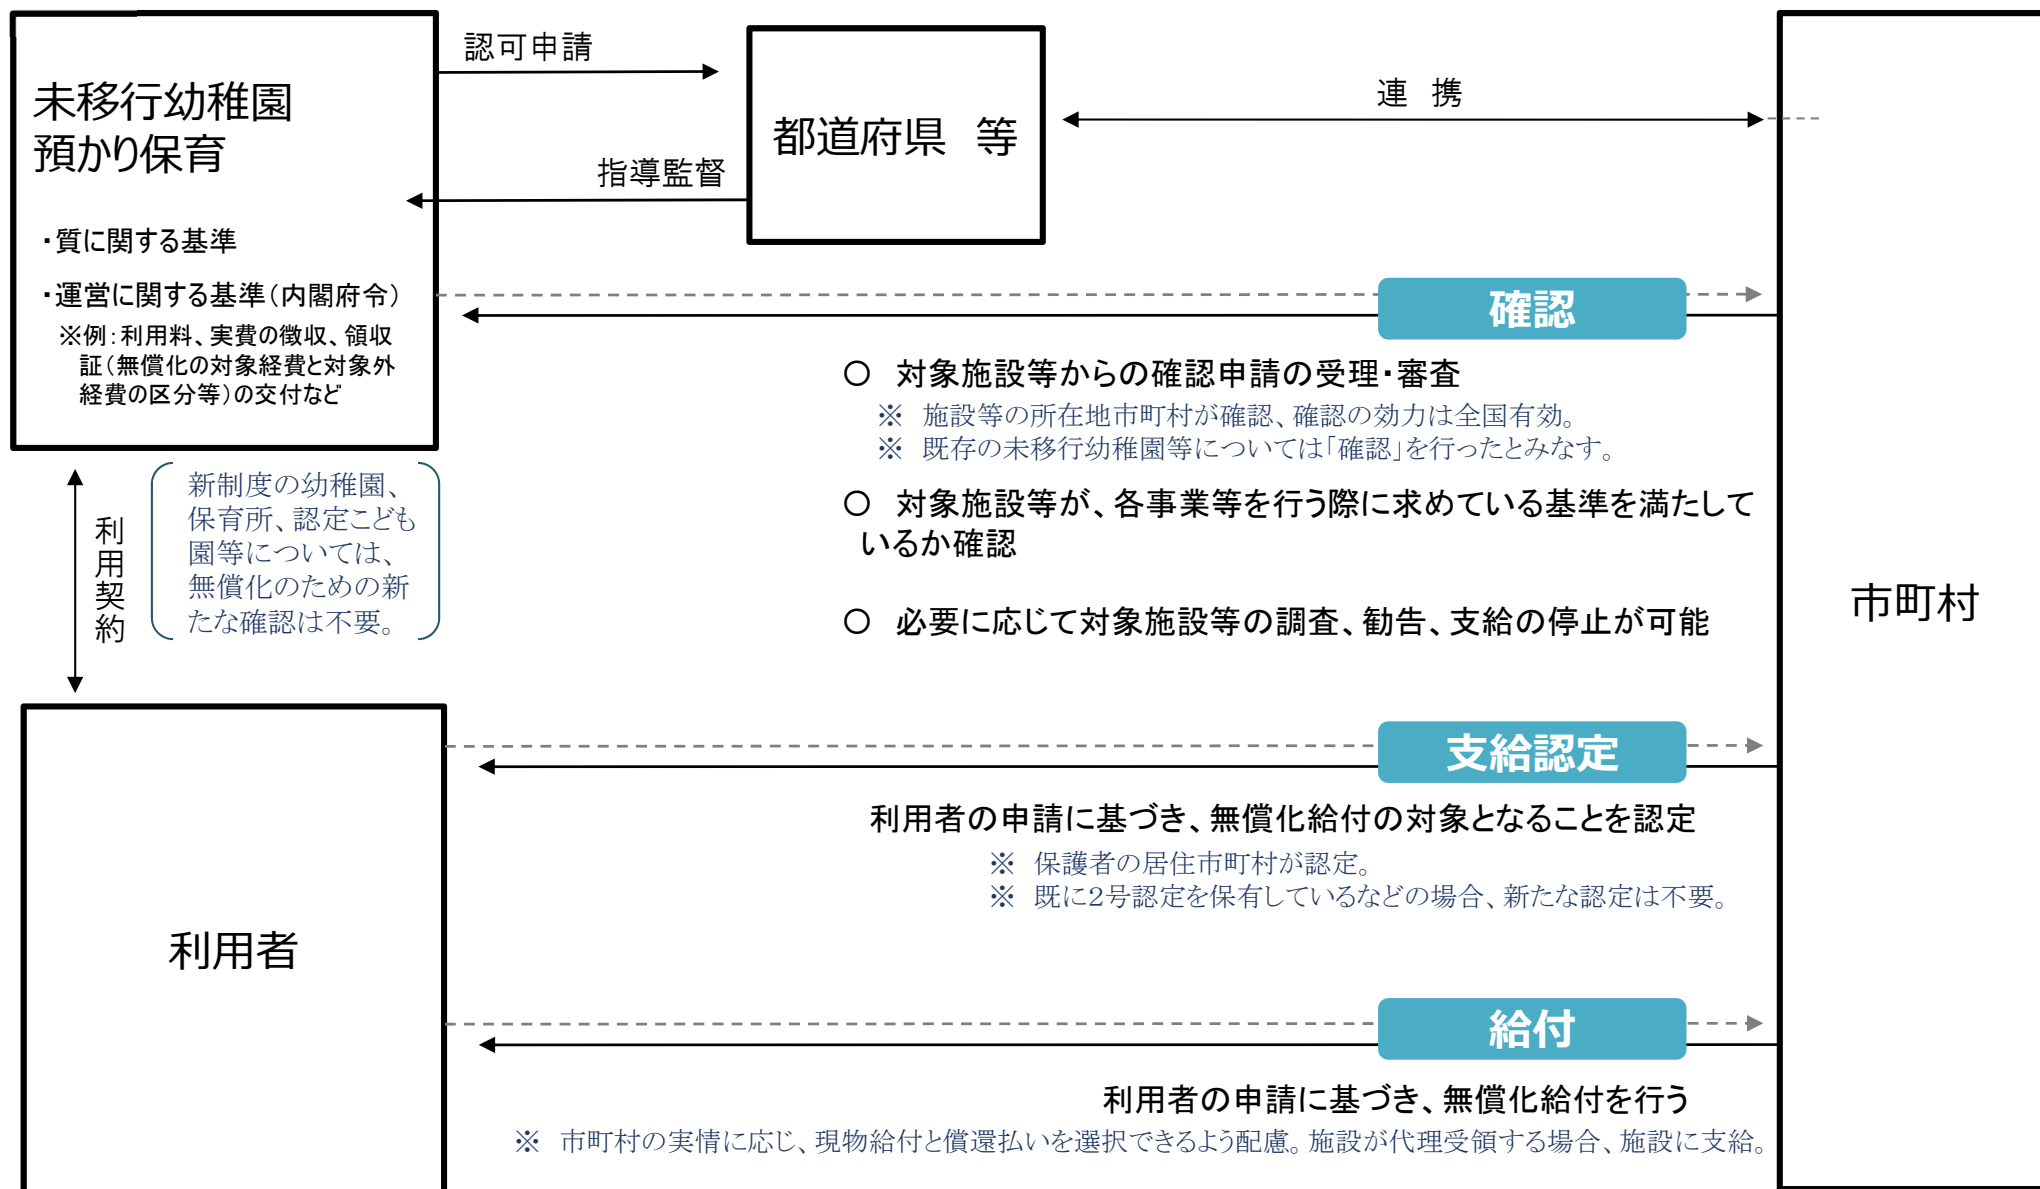 未移行幼稚園
預かり保育
・質に関する基準
・運営に関する基準（内閣府令）
※例：利用料、実費の徴収、領収
証（無償化の対象経費と対象外
経費の区分等）の交付など
認可申請
指導監督
都道府県　等
連　携
確認
○　対象施設等からの確認申請の受理・審査
※　施設等の所在地市町村が確認、確認の効力は全国有効。
※　既存の未移行幼稚園等については「確認」を行ったとみなす。
○　対象施設等が、各事業等を行う際に求めている基準を満たして
いるか確認
○　必要に応じて対象施設等の調査、勧告、支給の停止が可能
利用契約
新制度の幼稚園、
保育所、認定こども
園等については、
無償化のための新
たな確認は不要。
市町村
利用者
支給認定
利用者の申請に基づき、無償化給付の対象となることを認定
※　保護者の居住市町村が認定。
※　既に２号認定を保有しているなどの場合、新たな認定は不要。
給付
利用者の申請に基づき、無償化給付を行う
※　市町村の実情に応じ、現物給付と償還払いを選択できるよう配慮。施設が代理受領する場合、施設に支給。